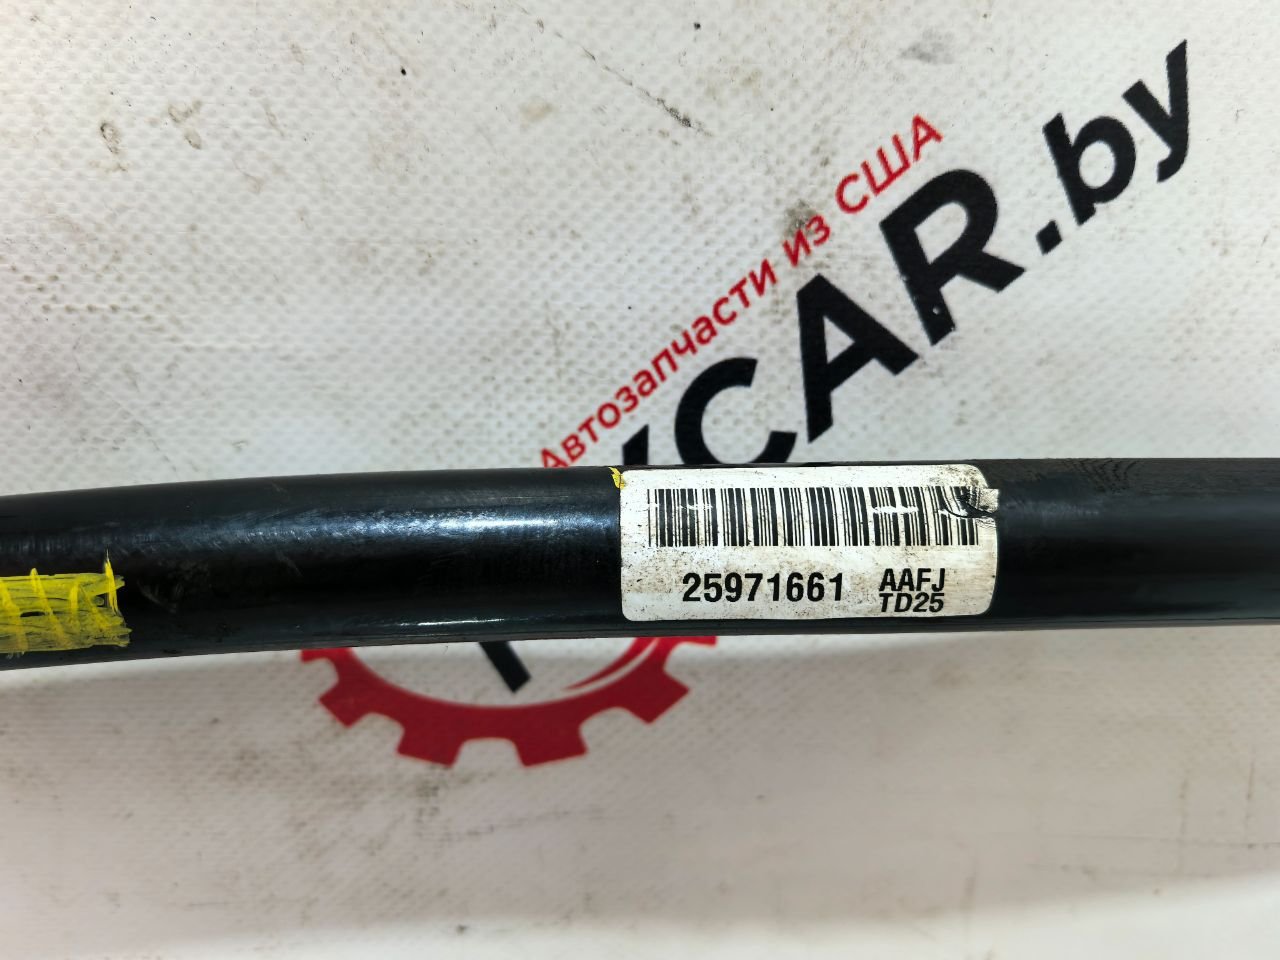 Автозапчасти из США
CAR.by
25971661 AAFJ
TD25